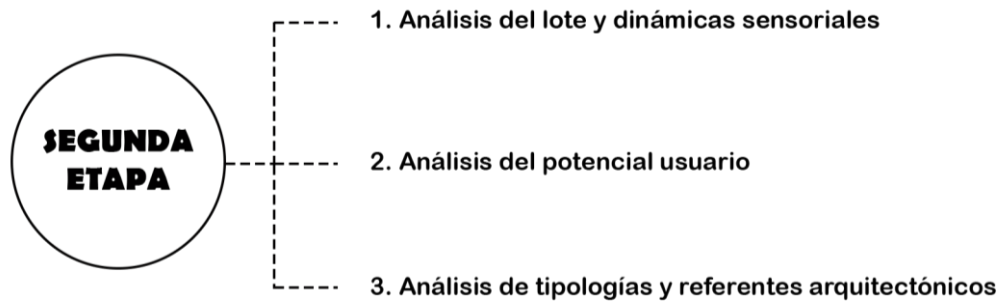 1. Análisis del lote y dinámicas sensoriales
SEGUNDA
ETAPA
2. Análisis del potencial usuario
3. Análisis de tipologías y referentes arquitectónicos